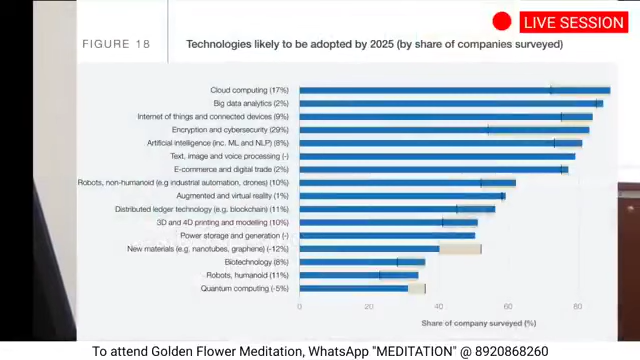 LIVE SESSION
FIGURE 18
Technologies likely to be adopted by 2025 (by share of companies surveyed)
Cloud computing (17%)
Big data analytics (2%)
Internet of things and connected devices (9%)
Encryption and cybersecurity (29%)
Artificial intelligence (inc. ML and NLP) (8%)
Text, image and voice processing (-)
E-commerce and digital trade (2%)
Robots, non-humanoid (e.g industrial automation, drones) (10%)
Augmented and virtual reality (1%)
Distributed ledger technology (e.g. blockchain) (11%)
3D and 4D printing and modelling (10%)
Power storage and generation (-)
New materials (e.g. nanotubes, graphene) (-12%)
Biotechnology (8%)
Robots, humanoid (11%)
Quantum computing (-5%)
0 20 40 60 80
Share of company surveyed (%)
To attend Golden Flower Meditation, WhatsApp "MEDITATION" @ 8920868260